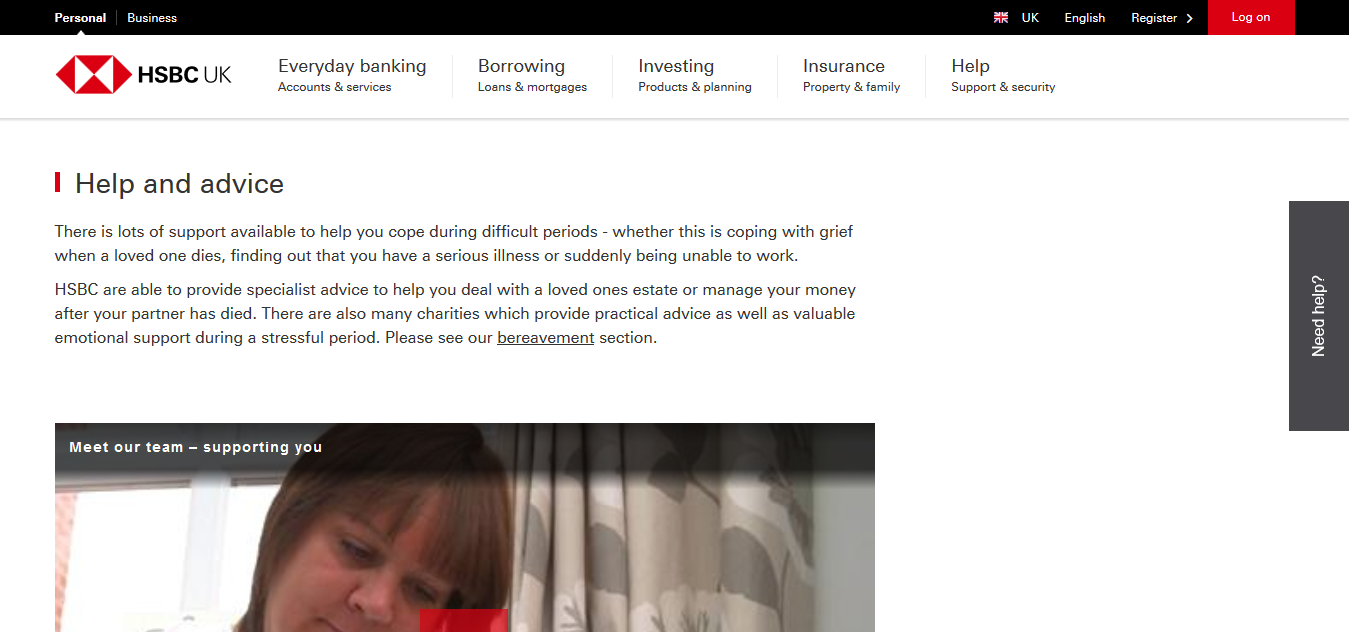 Personal
Business
UK
English
Register
Log on
HSBC UK
Everyday banking
Accounts & services
Borrowing
Loans & mortgages
Investing
Products & planning
Insurance
Property & family
Help
Support & security
Help and advice
There is lots of support available to help you cope during difficult periods - whether this is coping with grief
when a loved one dies, finding out that you have a serious illness or suddenly being unable to work.
HSBC are able to provide specialist advice to help you deal with a loved ones estate or manage your money
after your partner has died. There are also many charities which provide practical advice as well as valuable
emotional support during a stressful period. Please see our bereavement section.
Need help?
Meet our team – supporting you